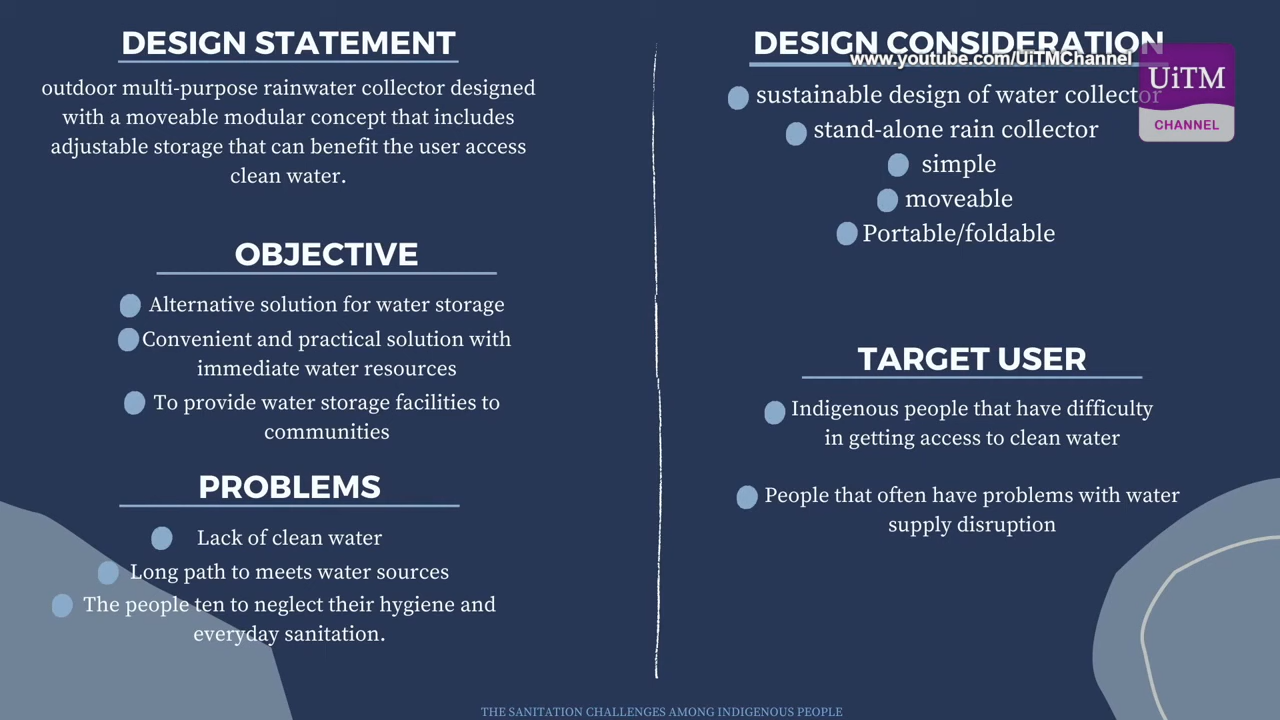 DESIGN STATEMENT
outdoor multi-purpose rainwater collector designed
with a moveable modular concept that includes
adjustable storage that can benefit the user access
clean water.
OBJECTIVE
Alternative solution for water storage
Convenient and practical solution with
immediate water resources
To provide water storage facilities to
communities
PROBLEMS
Lack of clean water
Long path to meets water sources
The people ten to neglect their hygiene and
everyday sanitation.
DESIGN CONSIDERATION
www.youtube.com/UiTMChannel
UiTM
CHANNEL
sustainable design of water collector
stand-alone rain collector
simple
moveable
Portable/foldable
TARGET USER
Indigenous people that have difficulty
in getting access to clean water
People that often have problems with water
supply disruption
THE SANITATION CHALLENGES AMONG INDIGENOUS PEOPLE